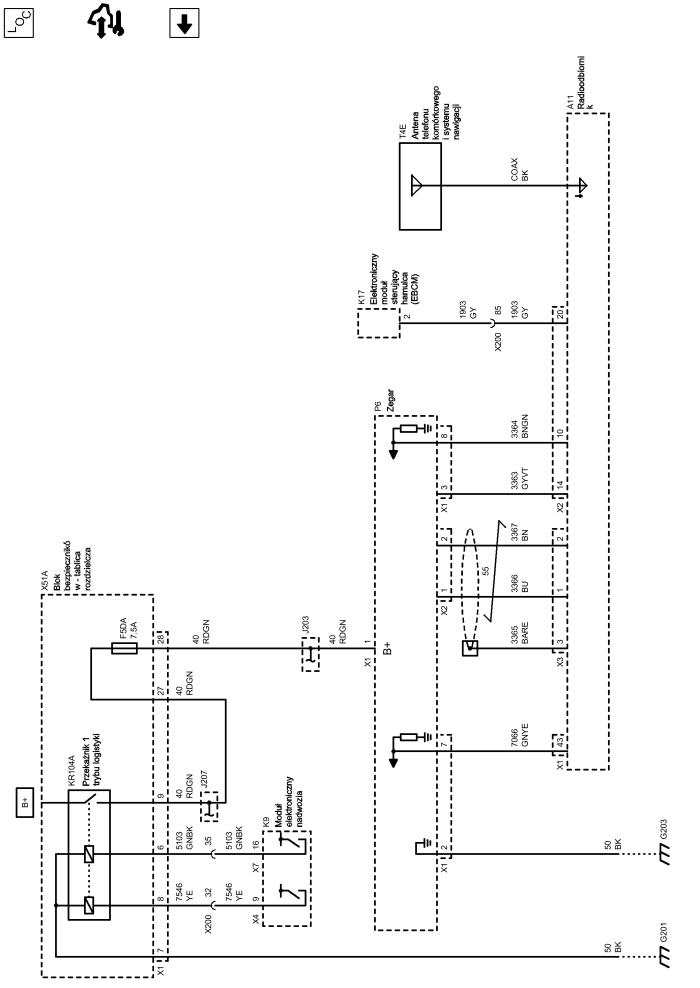 LOC
A11
Radioodbiorni
k
T4E
Antena
telefonu
komórkowego
i systemu
nawigacji
COAX
BK
K17
Elektroniczny
moduł
sterujący
hamulca
(EBCM)
2
1903
GY
85
X200
1903
GY
20
P6
Zegar
8
3364
BNGN
10
X1
3
3363
GYVT
14
X2
2
3367
BN
2
X2
1
3366
BU
1
55
3365
BARE
3
X3
X51A
Blok
bezpiecznikó
w - tablica
rozdzielcza
F5DA
7.5A
28
40
RDGN
J203
40
RDGN
1
X1
B+
27
40
RDGN
7
7066
GNYE
43
X1
KR104A
Przekaźnik 1
trybu logistyki
B+
9
40
RDGN
J207
K9
Moduł
elektroniczny
nadwozia
6
5103
GNBK
35
5103
GNBK
16
X7
8
7546
YE
32
X200
7546
YE
9
X4
2
X1
50
BK
G203
7
X1
50
BK
G201